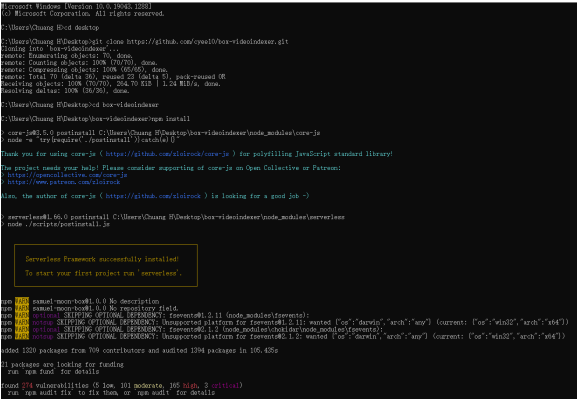 Microsoft Windows [Version 10.0.19043.1288]
(c) Microsoft Corporation. All rights reserved.
C:\Users\Chuang H>cd desktop
C:\Users\Chuang H\Desktop>git clone https://github.com/cyeel0/box-videoindexer.git
Cloning into 'box-videoindexer'...
remote: Enumerating objects: 70, done.
remote: Counting objects: 100% (70/70), done.
remote: Compressing objects: 100% (65/65), done.
remote: Total 70 (delta 36), reused 23 (delta 5), pack-reused 0R
Receiving objects: 100% (70/70), 264.70 KiB | 1.24 MiB/s, done.
Resolving deltas: 100% (36/36), done.
C:\Users\Chuang H\Desktop>cd box-videoindexer
C:\Users\Chuang H\Desktop\box-videoindexer>npm install
> core-js@3.5.0 postinstall C:\Users\Chuang H\Desktop\box-videoindexer\node_modules\core-js
> node -e "try{require('./postinstall')}catch(e){}"
Thank you for using core-js ( https://github.com/zloirock/core-js ) for polyfilling JavaScript standard library!
The project needs your help! Please consider supporting of core-js on Open Collective or Patreon:
> https://opencollective.com/core-js
> https://www.patreon.com/zloirock
Also, the author of core-js ( https://github.com/zloirock ) is looking for a good job -)
> serverless@1.66.0 postinstall C:\Users\Chuang H\Desktop\box-videoindexer\node_modules\serverless
> node ./scripts/postinstall.js
Serverless Framework successfully installed!
To start your first project run 'serverless'.
npm WARN samuel-moon-box@1.0.0 No description
npm WARN samuel-moon-box@1.0.0 No repository field.
npm WARN optional SKIPPING OPTIONAL DEPENDENCY: fsevents@1.2.11 (node_modules\fsevents):
npm WARN notsup SKIPPING OPTIONAL DEPENDENCY: Unsupported platform for fsevents@1.2.11: wanted {"os":"darwin","arch":"any"} (current: {"os":"win32","arch":"x64"})
npm WARN optional SKIPPING OPTIONAL DEPENDENCY: fsevents@2.1.2 (node_modules\chokidar\node_modules\fsevents):
npm WARN notsup SKIPPING OPTIONAL DEPENDENCY: Unsupported platform for fsevents@2.1.2: wanted {"os":"darwin","arch":"any"} (current: {"os":"win32","arch":"x64"})
added 1320 packages from 709 contributors and audited 1394 packages in 105.435s
21 packages are looking for funding
run `npm fund` for details
found 274 vulnerabilities (5 low, 101 moderate, 165 high, 3 critical)
run `npm audit fix` to fix them, or `npm audit` for details